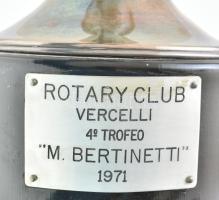 ROTARY CLUB
VERCELLI
4º TROFEO
"M. BERTINETTI"
1971